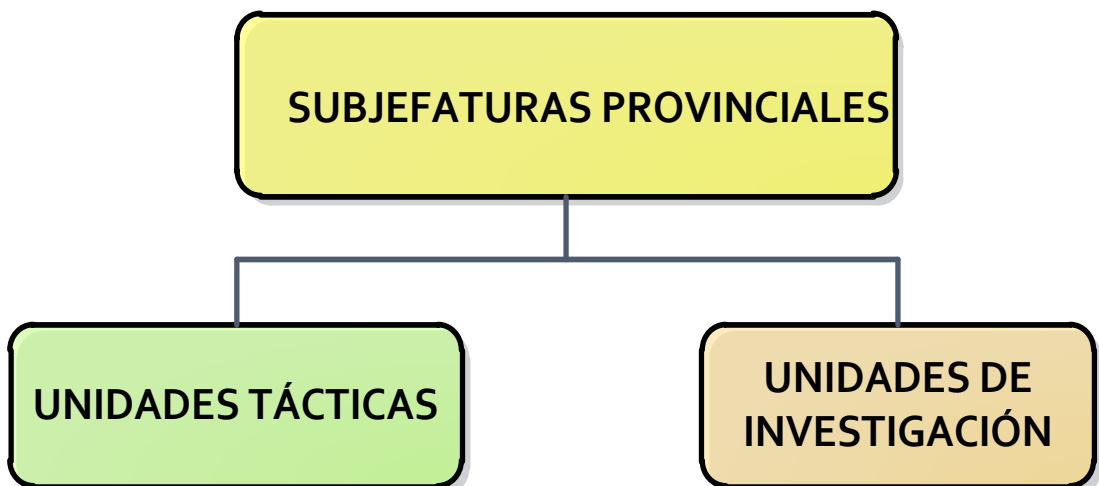 SUBJEFATURAS PROVINCIALES
UNIDADES TÁCTICAS
UNIDADES DE
INVESTIGACIÓN